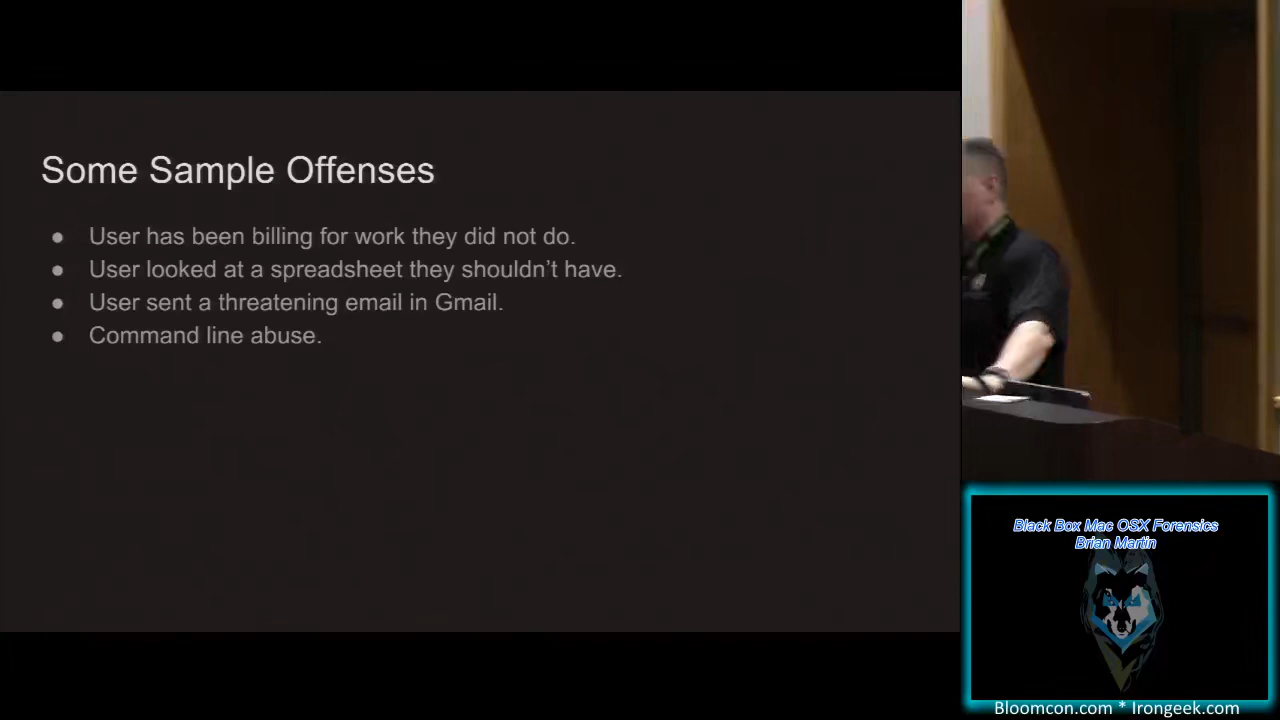 Some Sample Offenses
● User has been billing for work they did not do.
● User looked at a spreadsheet they shouldn't have.
● User sent a threatening email in Gmail.
● Command line abuse.
Black Box Mac OSX Forensics
Brian Martin
Bloomcon.com * Irongeek.com